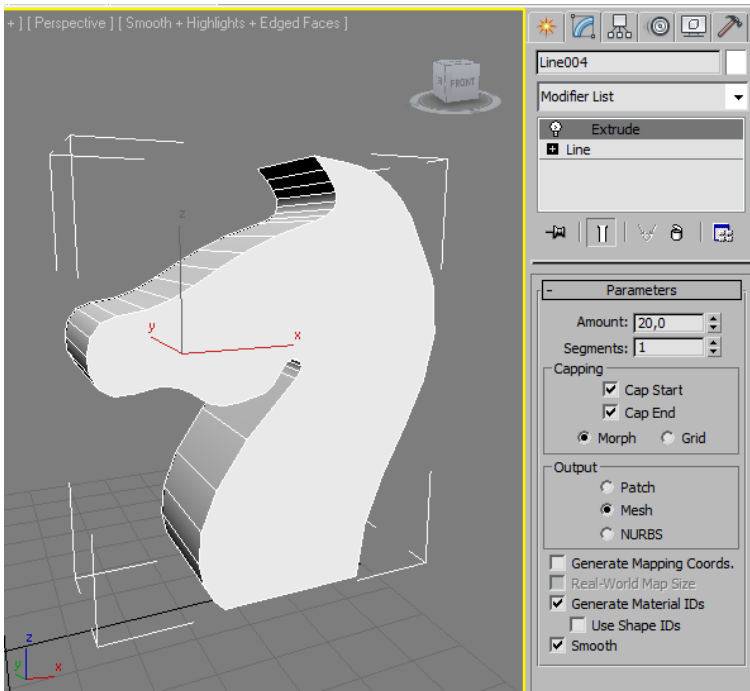 + ] [ Perspective ] [ Smooth + Highlights + Edged Faces ]
FRONT
z
y
x
z
y
x
Line004
Modifier List
Extrude
Line
Parameters
Amount: 20,0
Segments: 1
Capping
Cap Start
Cap End
Morph Grid
Output
Patch
Mesh
NURBS
Generate Mapping Coords.
Real-World Map Size
Generate Material IDs
Use Shape IDs
Smooth